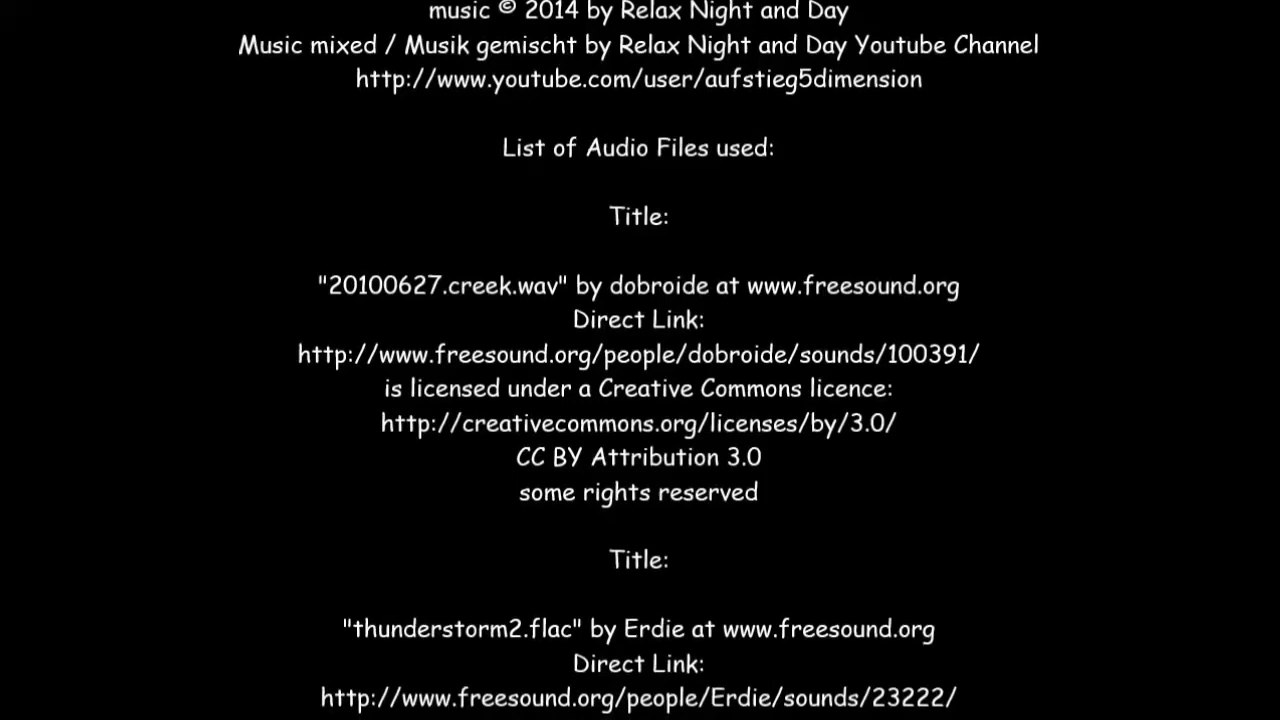 music © 2014 by Relax Night and Day
Music mixed / Musik gemischt by Relax Night and Day Youtube Channel
http://www.youtube.com/user/aufstieg5dimension
List of Audio Files used:
Title:
"20100627.creek.wav" by dobroide at www.freesound.org
Direct Link:
http://www.freesound.org/people/dobroide/sounds/100391/
is licensed under a Creative Commons licence:
http://creativecommons.org/licenses/by/3.0/
CC BY Attribution 3.0
some rights reserved
Title:
"thunderstorm2.flac" by Erdie at www.freesound.org
Direct Link:
http://www.freesound.org/people/Erdie/sounds/23222/